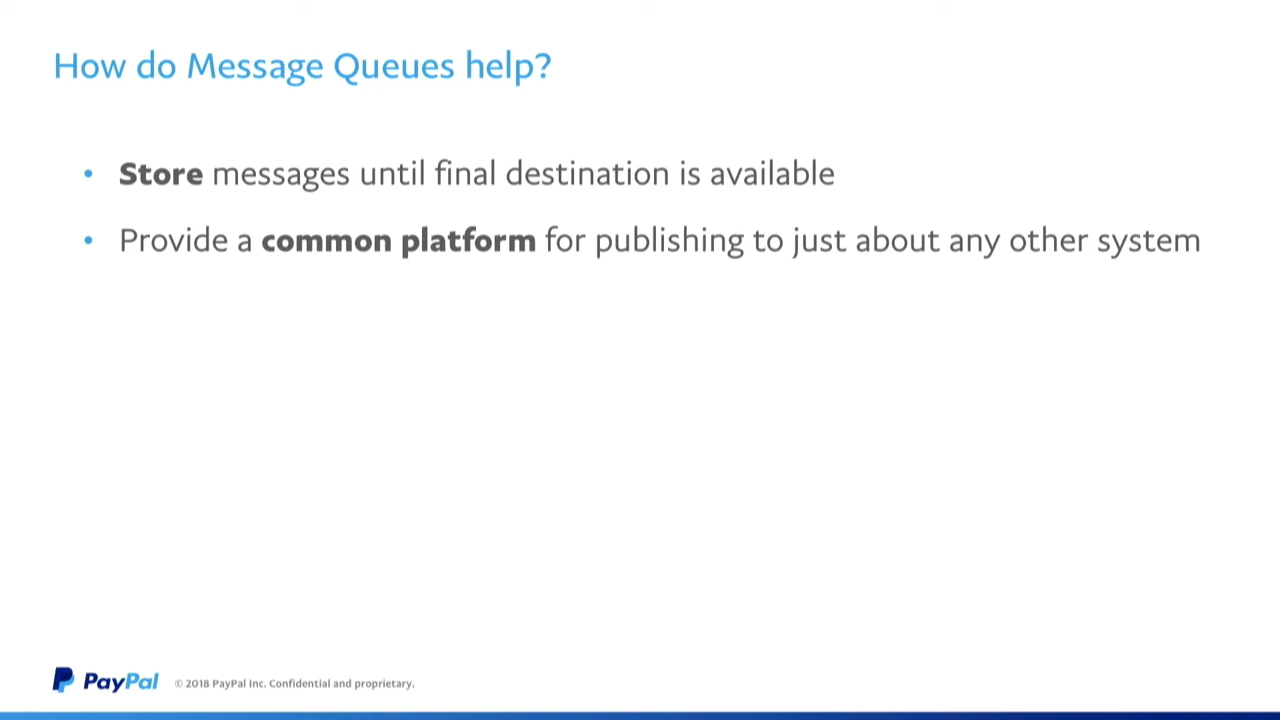 How do Message Queues help?
• Store messages until final destination is available
• Provide a common platform for publishing to just about any other system
PayPal © 2018 PayPal Inc. Confidential and proprietary.